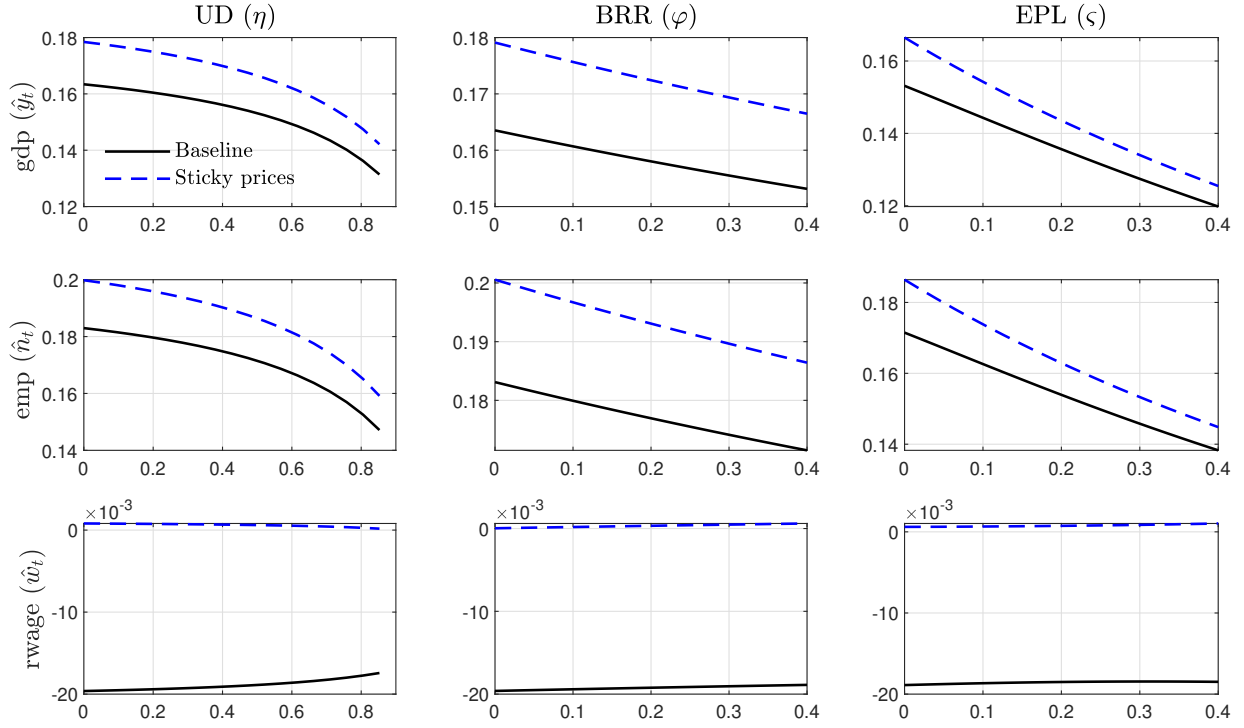 UD (η)
BRR (φ)
EPL (ς)
gdp (ŷ_t)
0.18
0.16
0.14
0.12
Baseline
Sticky prices
0 0.2 0.4 0.6 0.8
0.18
0.17
0.16
0.15
0 0.1 0.2 0.3 0.4
0.16
0.14
0.12
0 0.1 0.2 0.3 0.4
emp (n̂_t)
0.2
0.18
0.16
0.14
0 0.2 0.4 0.6 0.8
0.2
0.19
0.18
0 0.1 0.2 0.3 0.4
0.18
0.16
0.14
0 0.1 0.2 0.3 0.4
rwage (ŵ_t)
×10⁻³
0
-10
-20
0 0.2 0.4 0.6 0.8
×10⁻³
0
-10
-20
0 0.1 0.2 0.3 0.4
×10⁻³
0
-10
-20
0 0.1 0.2 0.3 0.4